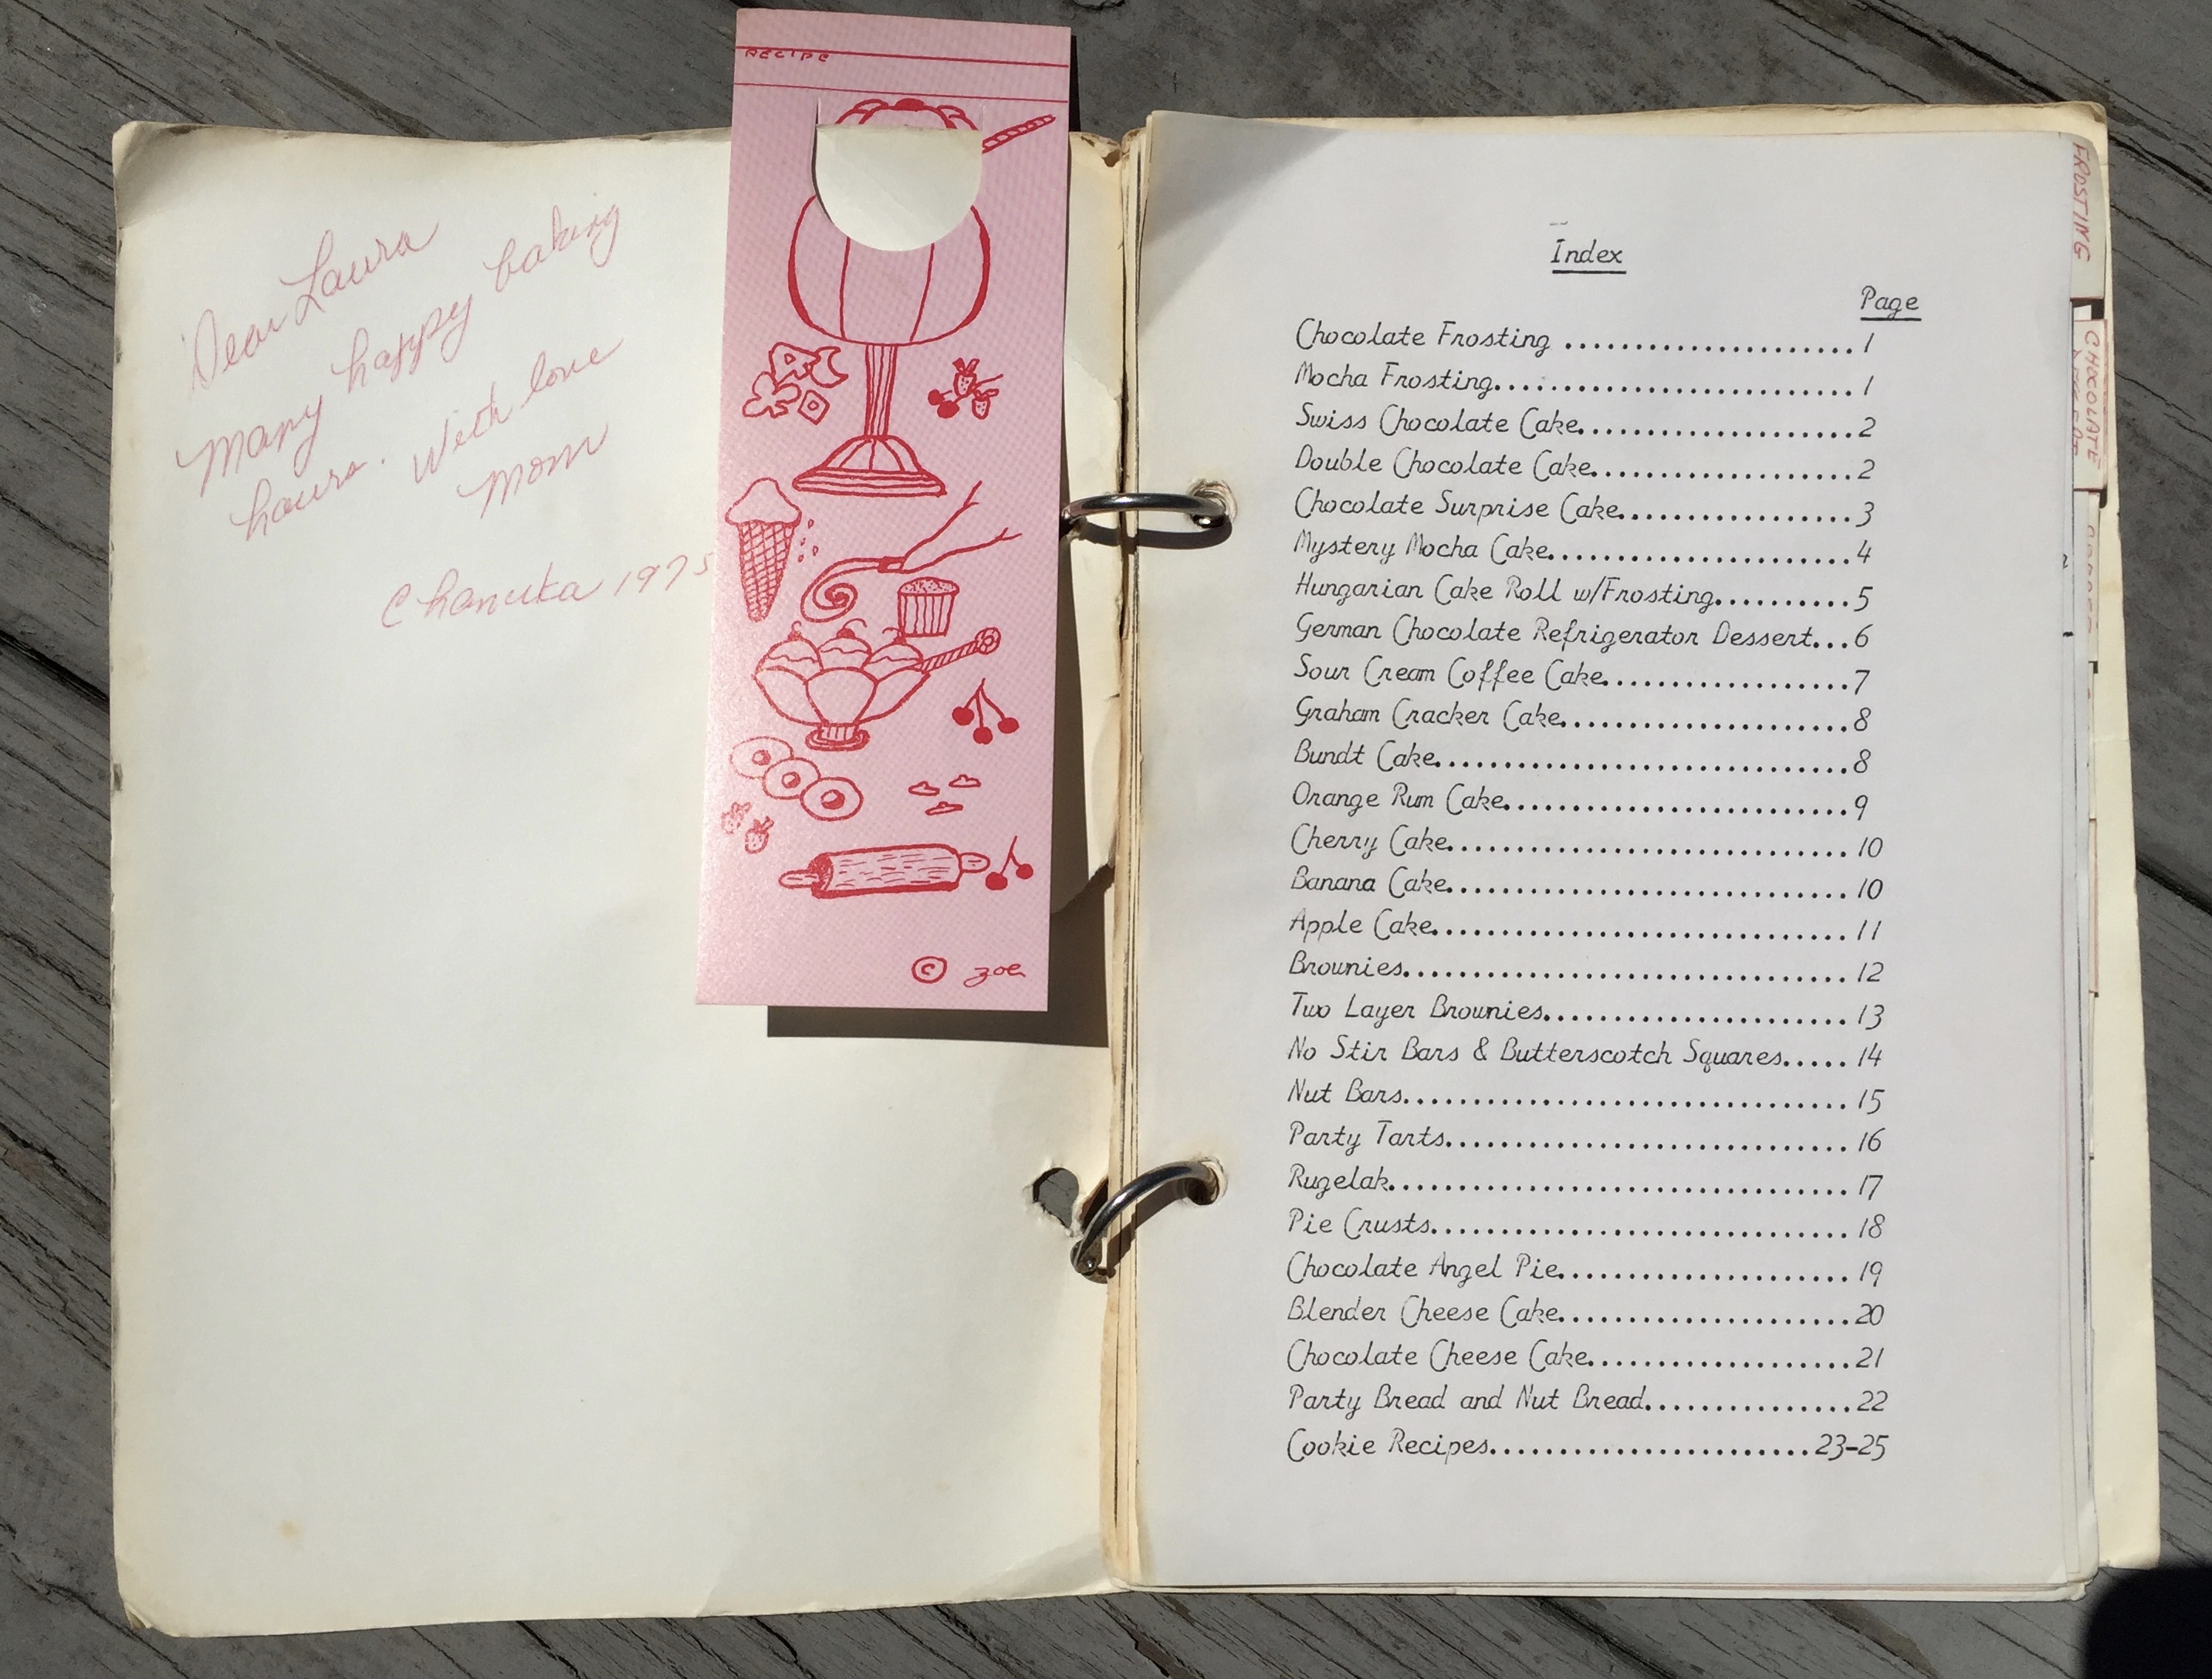 Dear Laura
Many happy baking
hours. With love
Mom
Chanuka 1975
RECIPE
© zoe
Index
Page
Chocolate Frosting .....................1
Mocha Frosting..........................1
Swiss Chocolate Cake....................2
Double Chocolate Cake...................2
Chocolate Surprise Cake.................3
Mystery Mocha Cake......................4
Hungarian Cake Roll w/Frosting..........5
German Chocolate Refrigerator Dessert...6
Sour Cream Coffee Cake..................7
Graham Cracker Cake.....................8
Bundt Cake..............................8
Orange Rum Cake.........................9
Cherry Cake.............................10
Banana Cake.............................10
Apple Cake..............................11
Brownies................................12
Two Layer Brownies......................13
No Stir Bars & Butterscotch Squares.....14
Nut Bars................................15
Party Tarts.............................16
Rugelak.................................17
Pie Crusts..............................18
Chocolate Angel Pie.....................19
Blender Cheese Cake.....................20
Chocolate Cheese Cake...................21
Party Bread and Nut Bread...............22
Cookie Recipes.......................23-25
FROSTING
CHOCOLATE